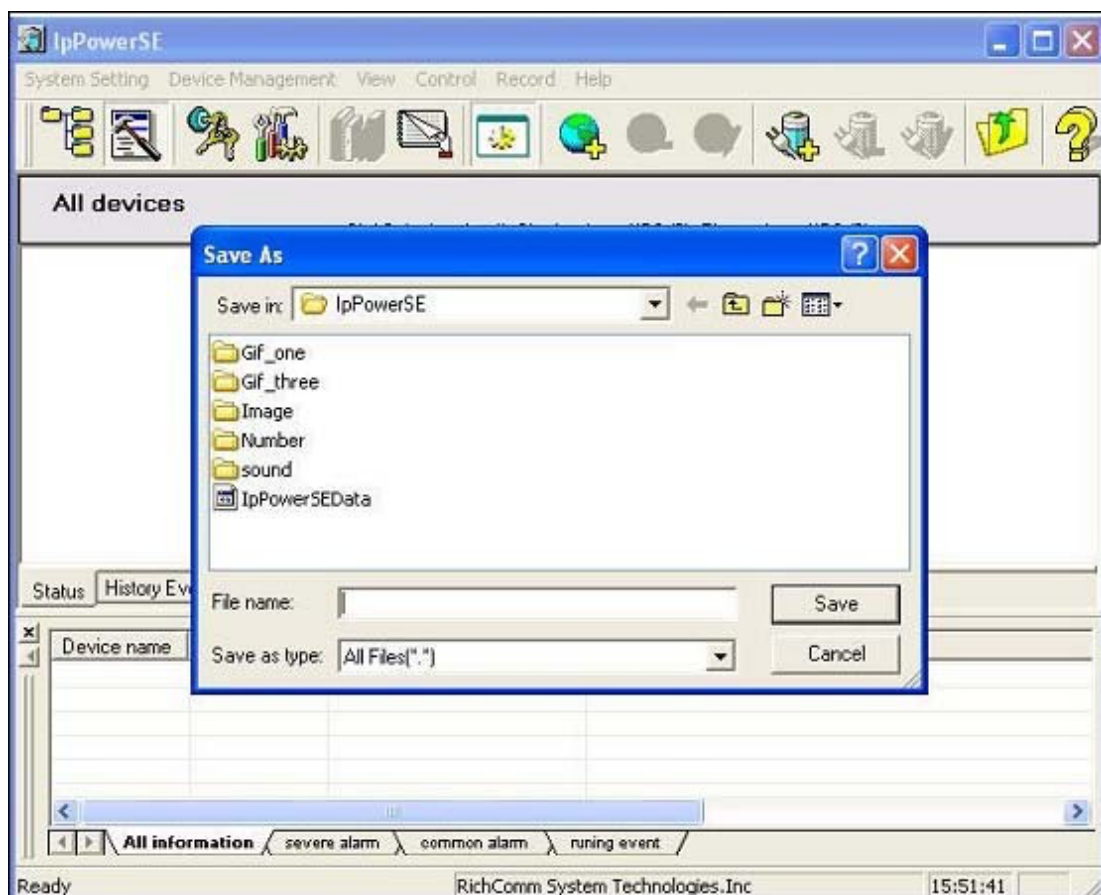 IpPowerSE
System Setting Device Management View Control Record Help
All devices
Save As
Save in: IpPowerSE
Gif_one
Gif_three
Image
Number
sound
IpPowerSEData
File name:
Save
Save as type: All Files(".")
Cancel
Status History Ev
Device name
All information severe alarm common alarm runing event
Ready RichComm System Technologies.Inc 15:51:41